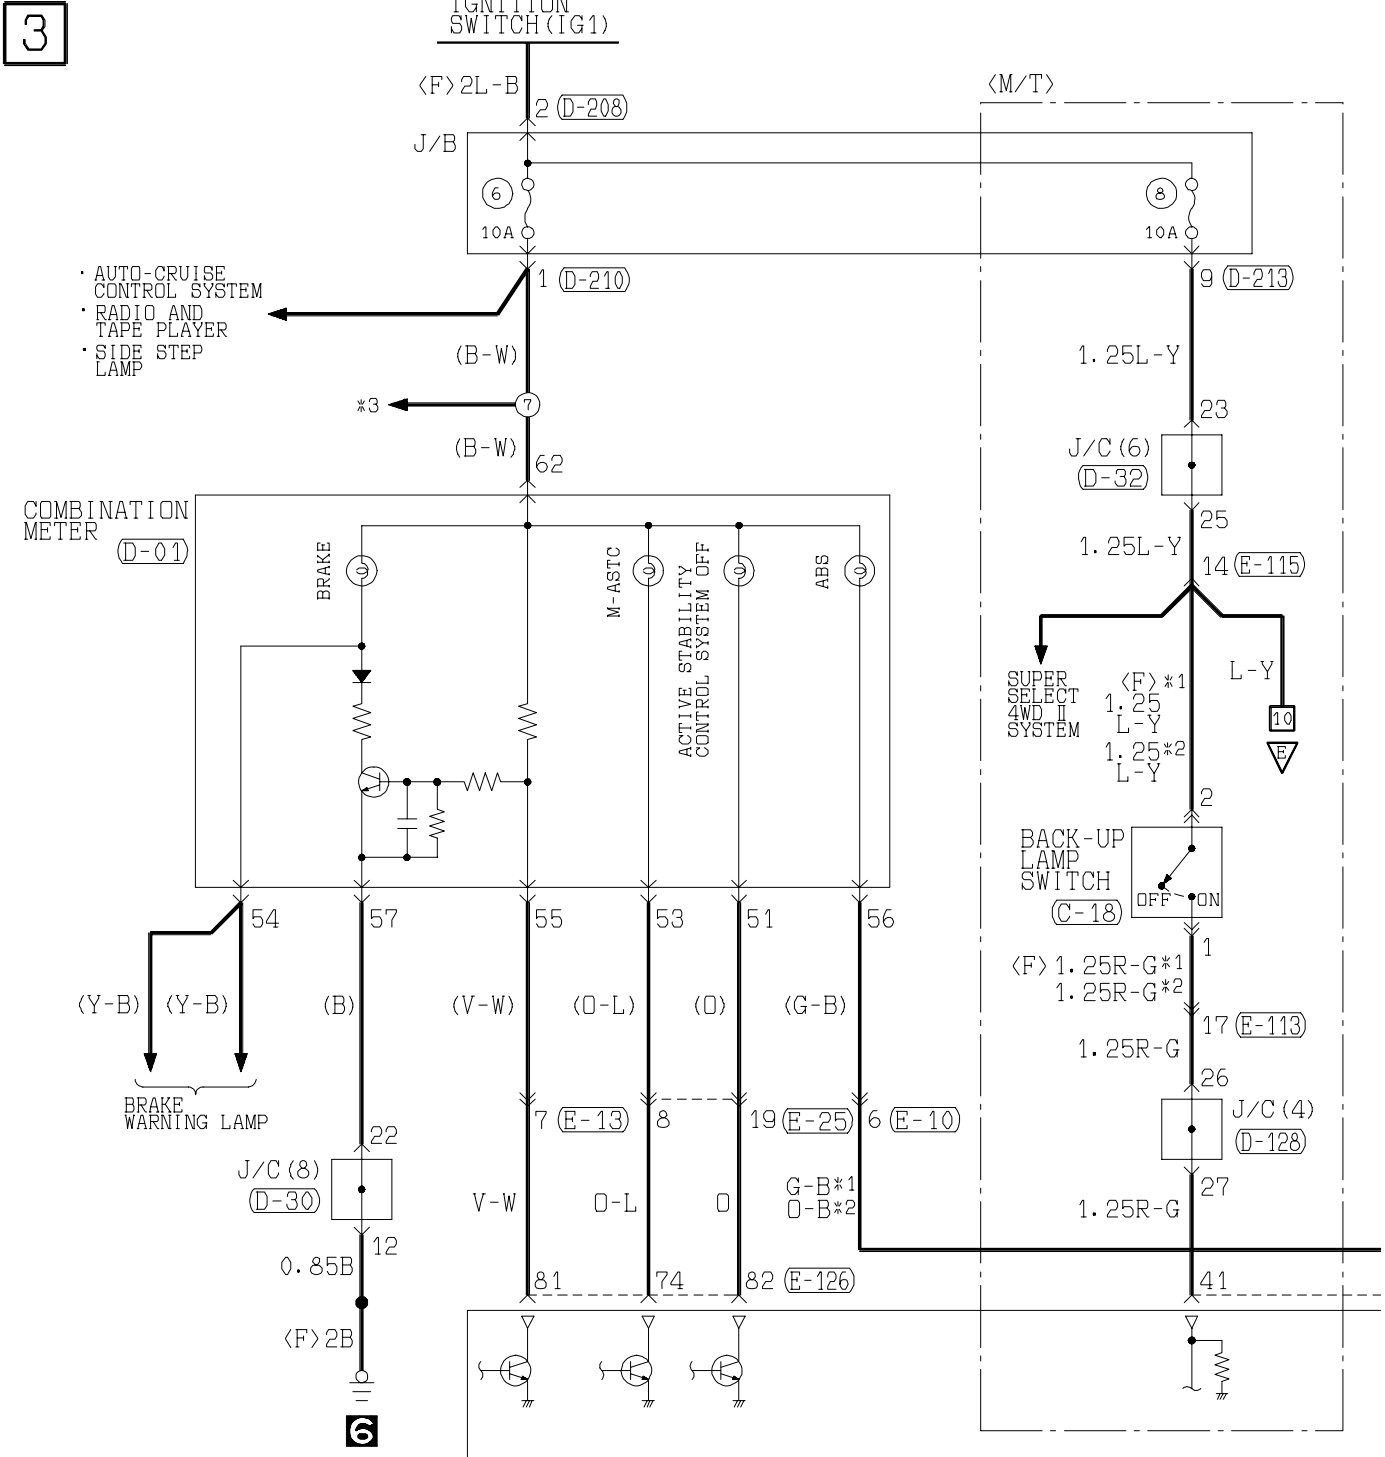 3
IGNITION
SWITCH(IG1)
<F>2L-B
2 (D-208)
<M/T>
J/B
6
10A
8
10A
1 (D-210)
9 (D-213)
· AUTO-CRUISE
CONTROL SYSTEM
· RADIO AND
TAPE PLAYER
· SIDE STEP
LAMP
(B-W)
1.25L-Y
*3
7
23
(B-W)
62
J/C(6)
(D-32)
COMBINATION
METER
(D-01)
25
1.25L-Y
14 (E-115)
BRAKE
M-ASTC
ACTIVE STABILITY
CONTROL SYSTEM OFF
ABS
SUPER
SELECT
4WD II
SYSTEM
<F>*1
1.25
L-Y
1.25*2
L-Y
L-Y
10
E
2
BACK-UP
LAMP
SWITCH
(C-18)
OFF
ON
54
57
55
53
51
56
1
<F>1.25R-G*1
1.25R-G*2
(Y-B)
(Y-B)
(B)
(V-W)
(O-L)
(O)
(G-B)
17 (E-113)
1.25R-G
26
BRAKE
WARNING LAMP
7 (E-13)
8
19 (E-25)
6 (E-10)
J/C(4)
(D-128)
22
J/C(8)
(D-30)
27
V-W
O-L
O
G-B*1
O-B*2
1.25R-G
12
0.85B
81
74
82 (E-126)
41
<F>2B
6